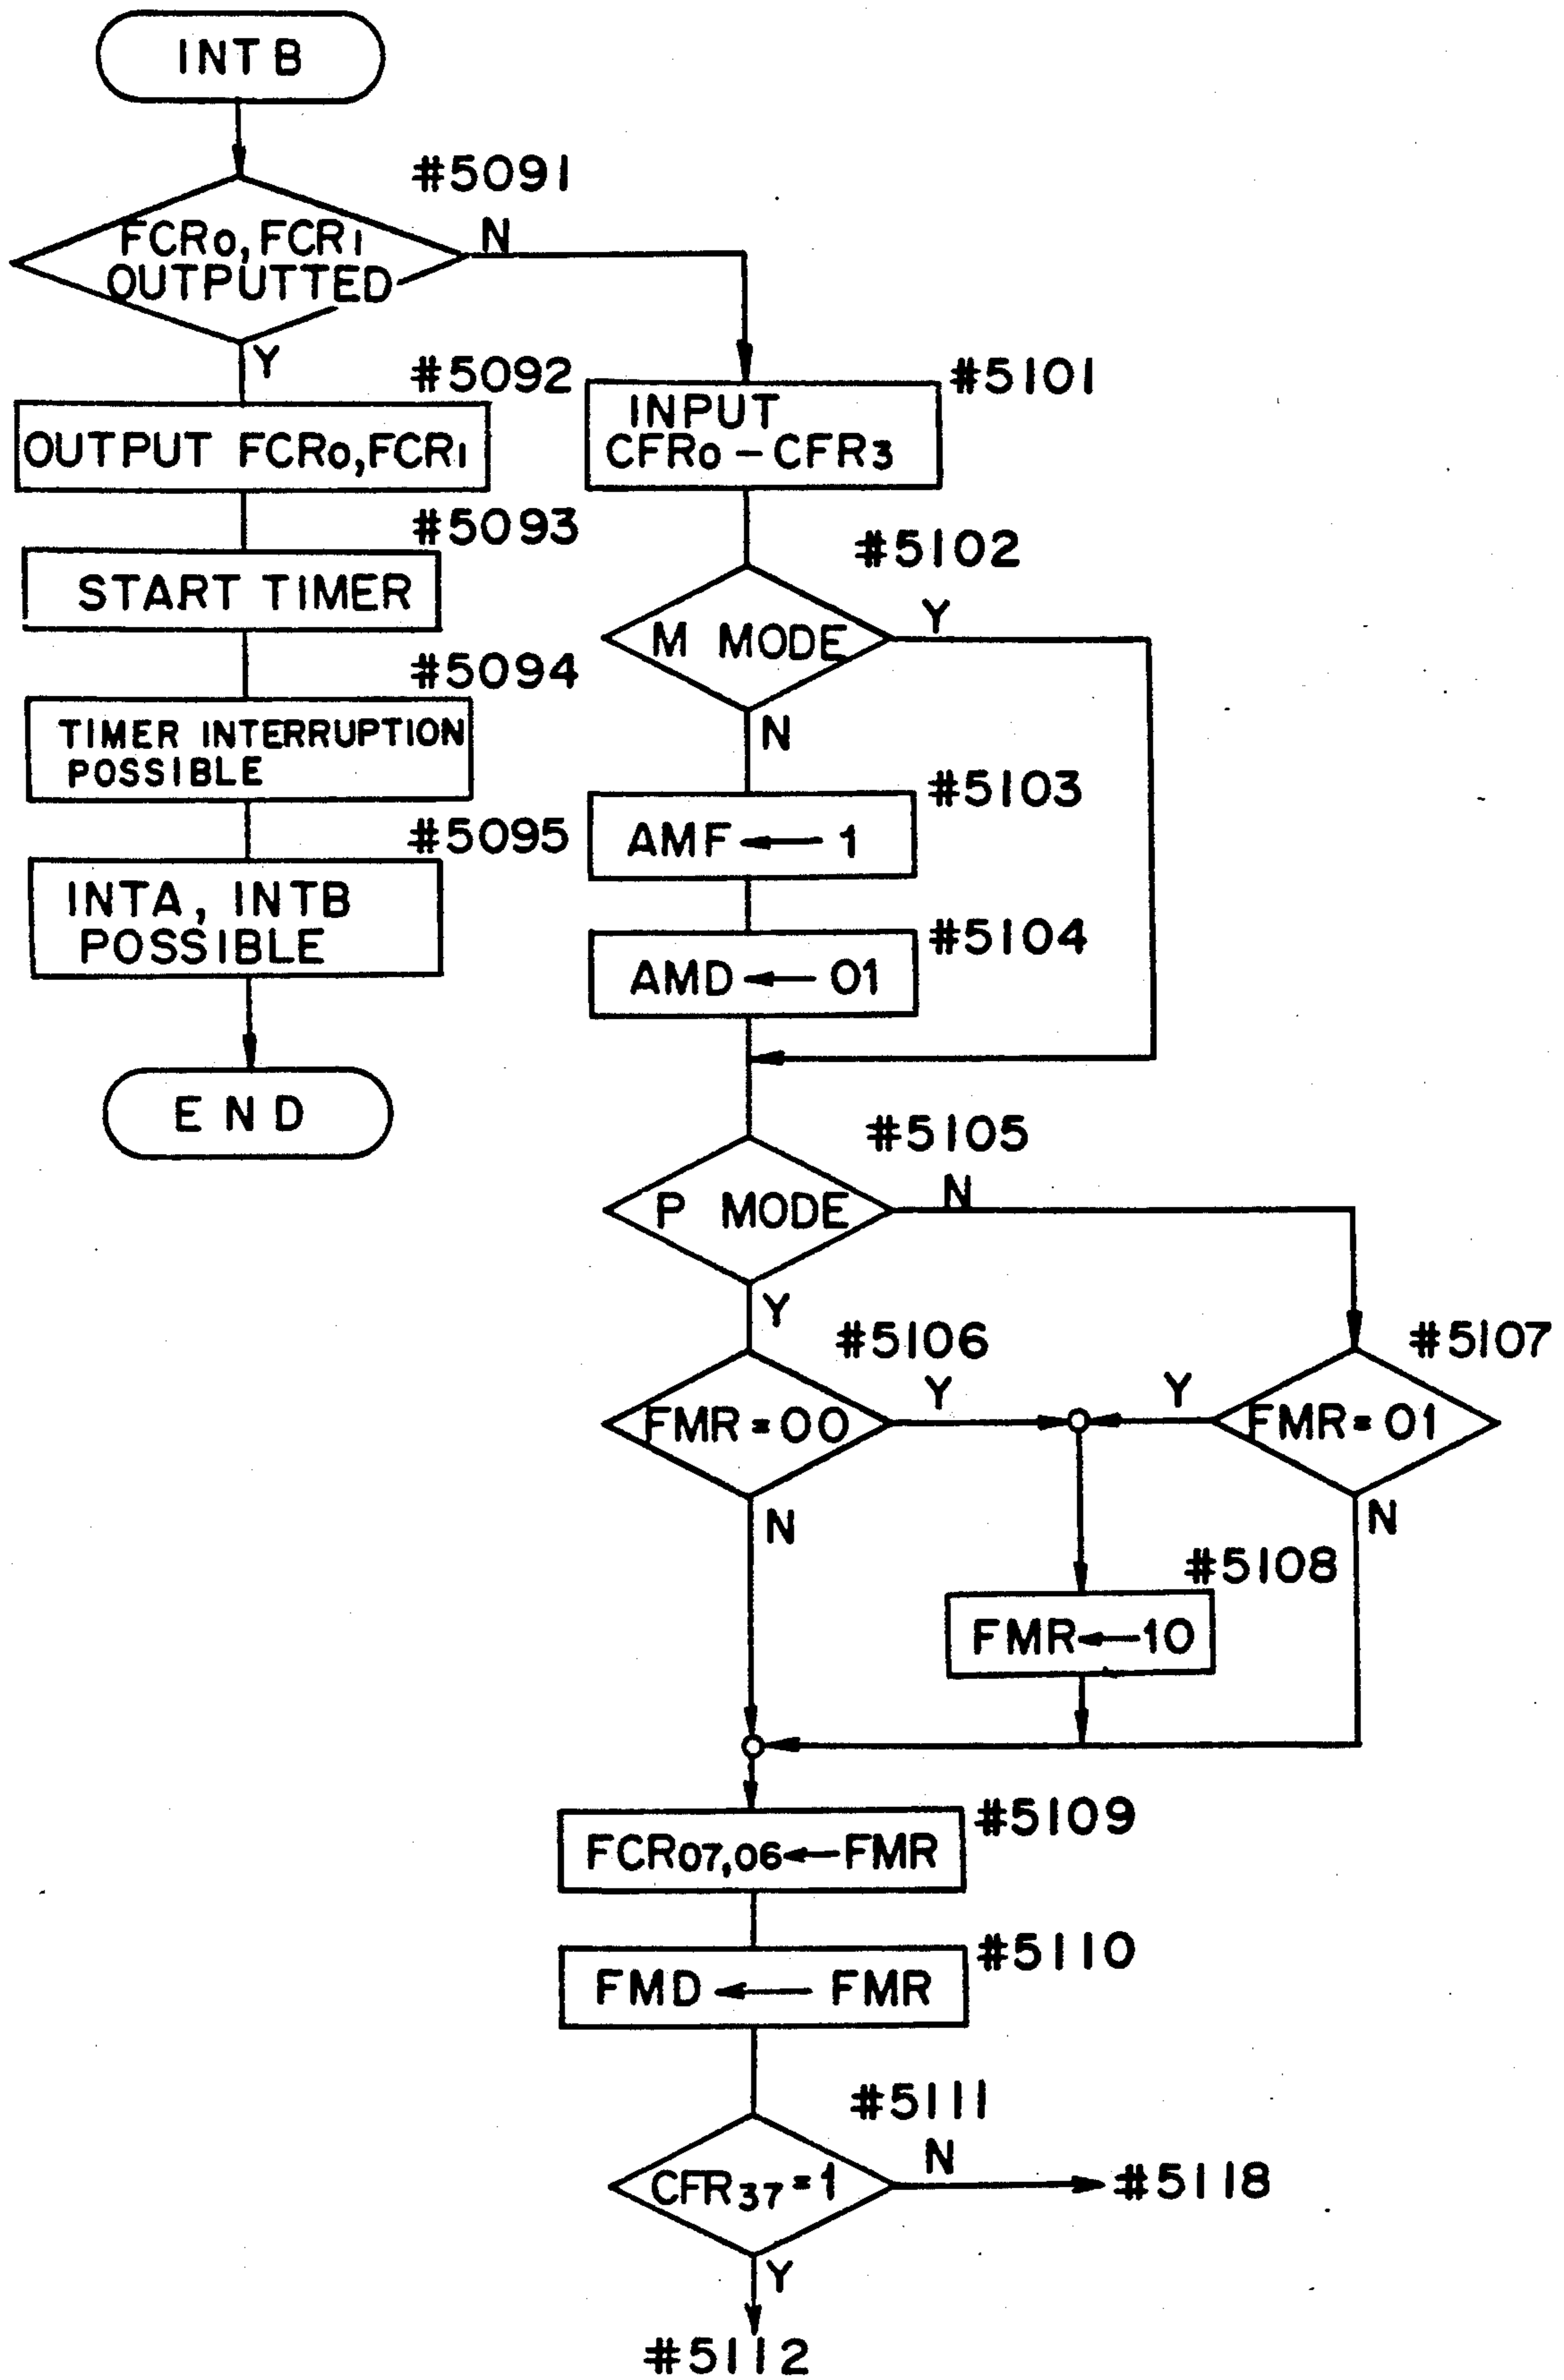 INTB
#5091
FCR0, FCR1
OUTPUTTED
N
Y
#5092
OUTPUT FCR0, FCR1
#5093
START TIMER
#5094
TIMER INTERRUPTION
POSSIBLE
#5095
INTA, INTB
POSSIBLE
END
#5101
INPUT
CFR0 - CFR3
#5102
M MODE
Y
N
#5103
AMF ← 1
#5104
AMD ← 01
#5105
P MODE
N
Y
#5106
FMR = 00
Y
N
#5107
FMR = 01
Y
N
#5108
FMR ← 10
#5109
FCR07,06 ← FMR
#5110
FMD ← FMR
#5111
CFR37 = 1
N
#5118
Y
#5112